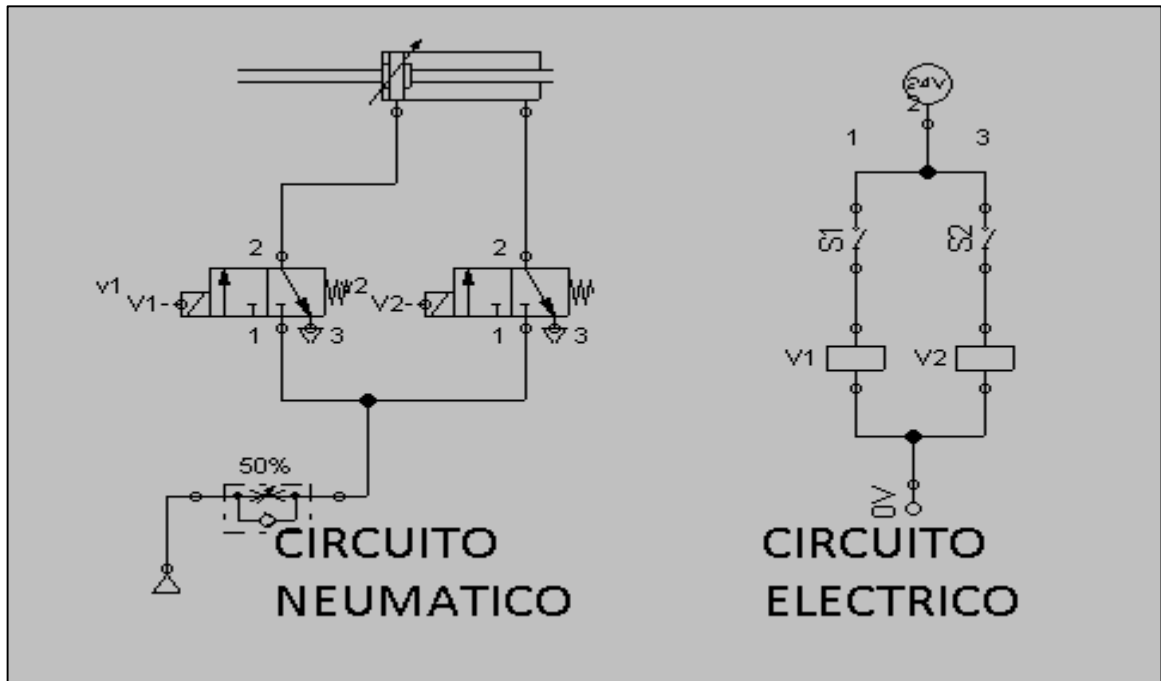 24V
2
1 3
S1 S2
2 2
v1 V1 v2 V2
1 3 1 3
V1 V2
50%
0V
CIRCUITO
NEUMATICO
CIRCUITO
ELECTRICO